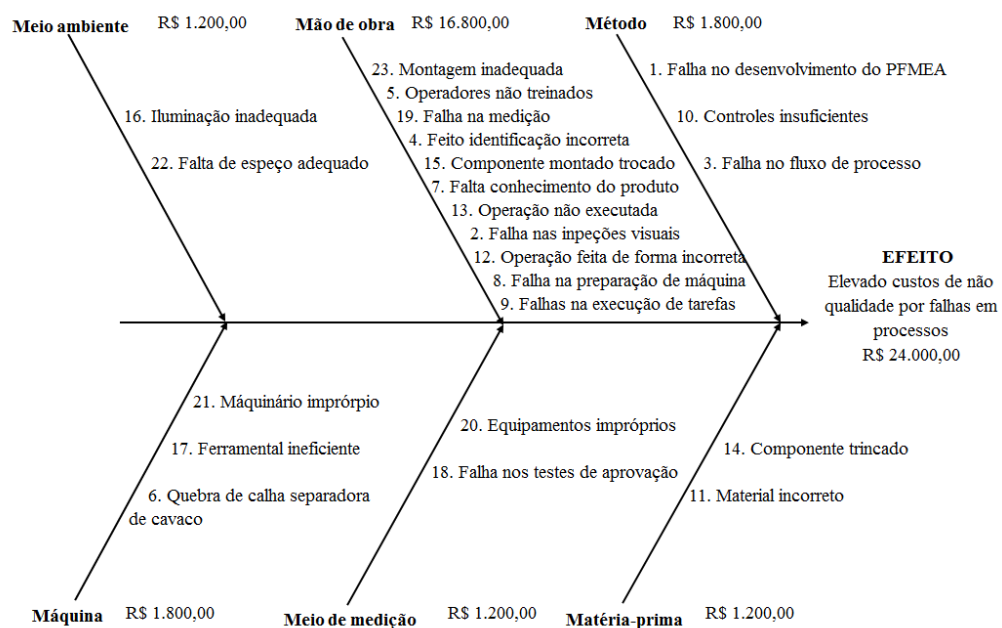 Meio ambiente R$ 1.200,00
Mão de obra R$ 16.800,00
Método R$ 1.800,00
16. Iluminação inadequada
22. Falta de espeço adequado
23. Montagem inadequada
5. Operadores não treinados
19. Falha na medição
4. Feito identificação incorreta
15. Componente montado trocado
7. Falta conhecimento do produto
13. Operação não executada
2. Falha nas inpeções visuais
12. Operação feita de forma incorreta
8. Falha na preparação de máquina
9. Falhas na execução de tarefas
1. Falha no desenvolvimento do PFMEA
10. Controles insuficientes
3. Falha no fluxo de processo
EFEITO
Elevado custos de não
qualidade por falhas em
processos
R$ 24.000,00
21. Máquinário imprórpio
17. Ferramental ineficiente
6. Quebra de calha separadora
de cavaco
20. Equipamentos impróprios
18. Falha nos testes de aprovação
14. Componente trincado
11. Material incorreto
Máquina R$ 1.800,00
Meio de medição R$ 1.200,00
Matéria-prima R$ 1.200,00